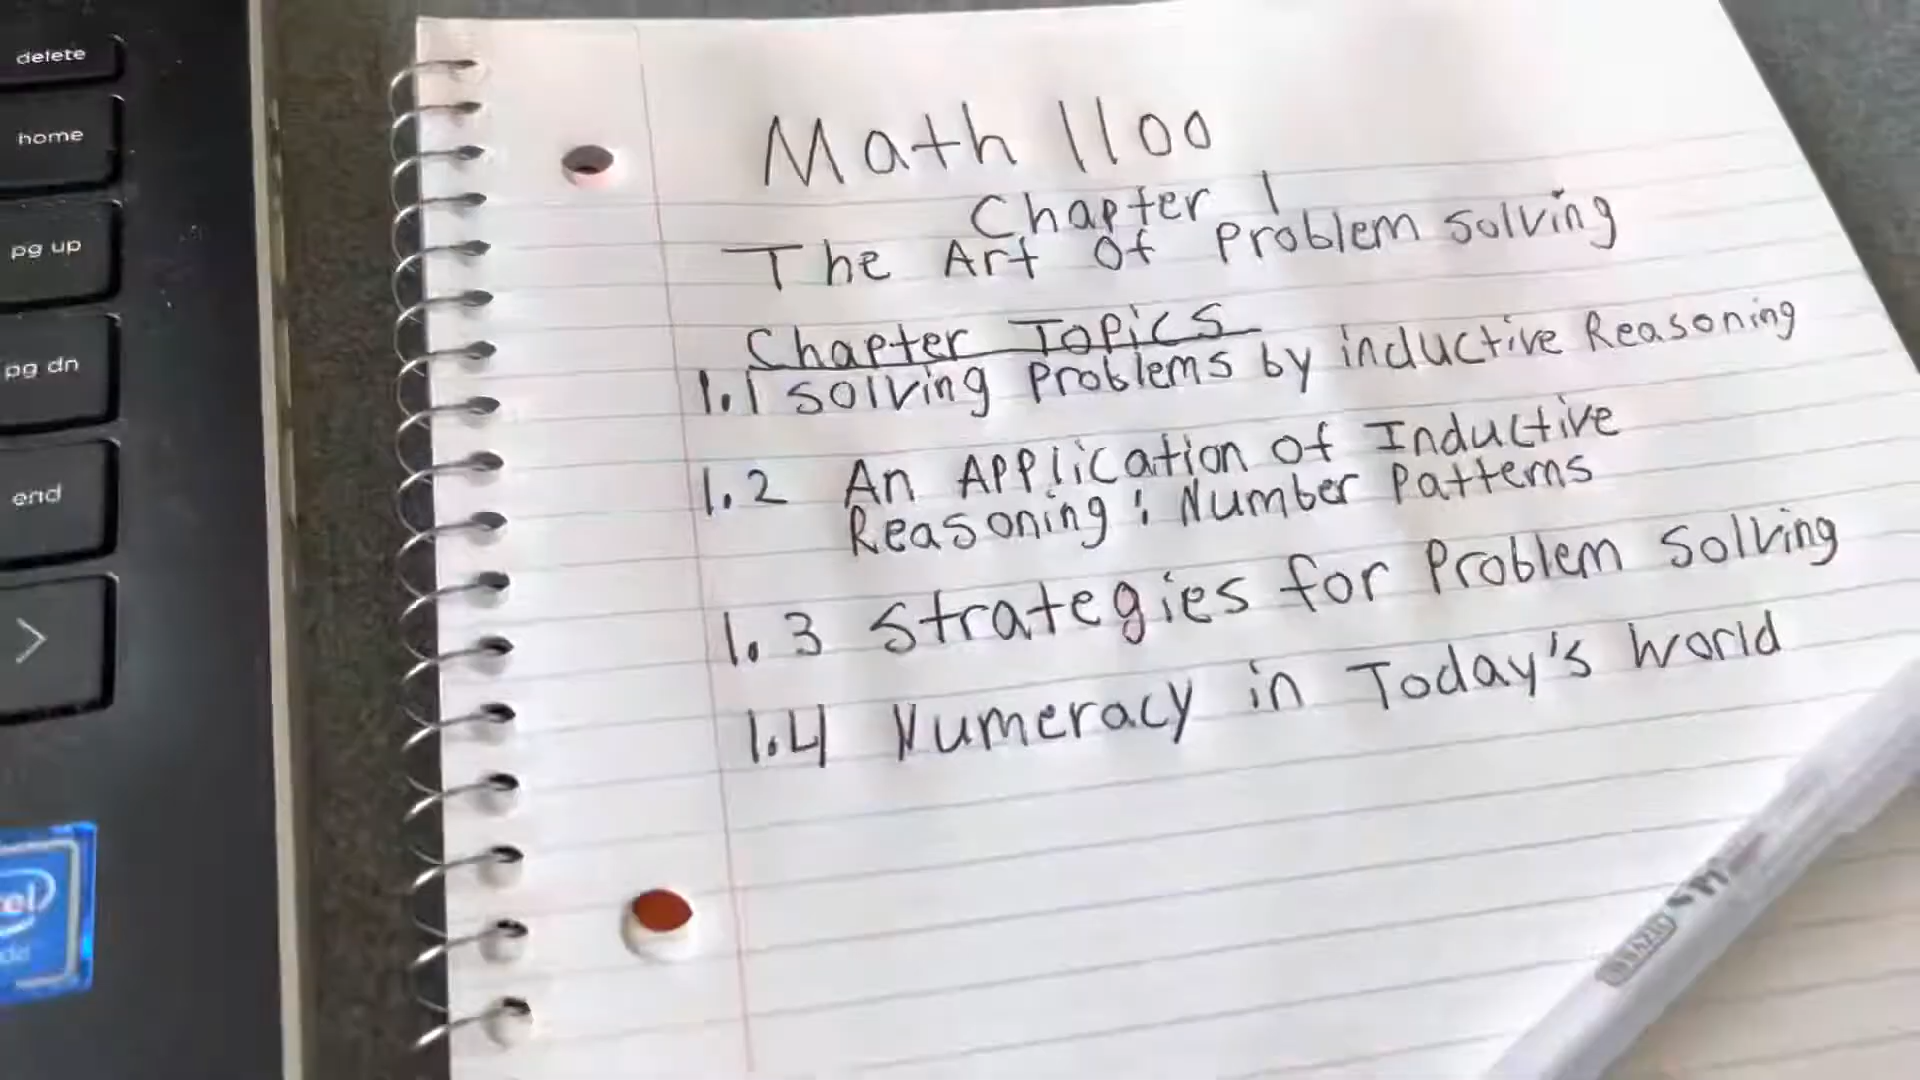 delete
home
pg up
pg dn
end
>
Math 1100
Chapter 1
The Art of Problem Solving
Chapter Topics
1.1 Solving Problems by inductive Reasoning
1.2 An Application of Inductive
Reasoning: Number Patterns
1.3 Strategies for Problem Solving
1.4 Numeracy in Today's World